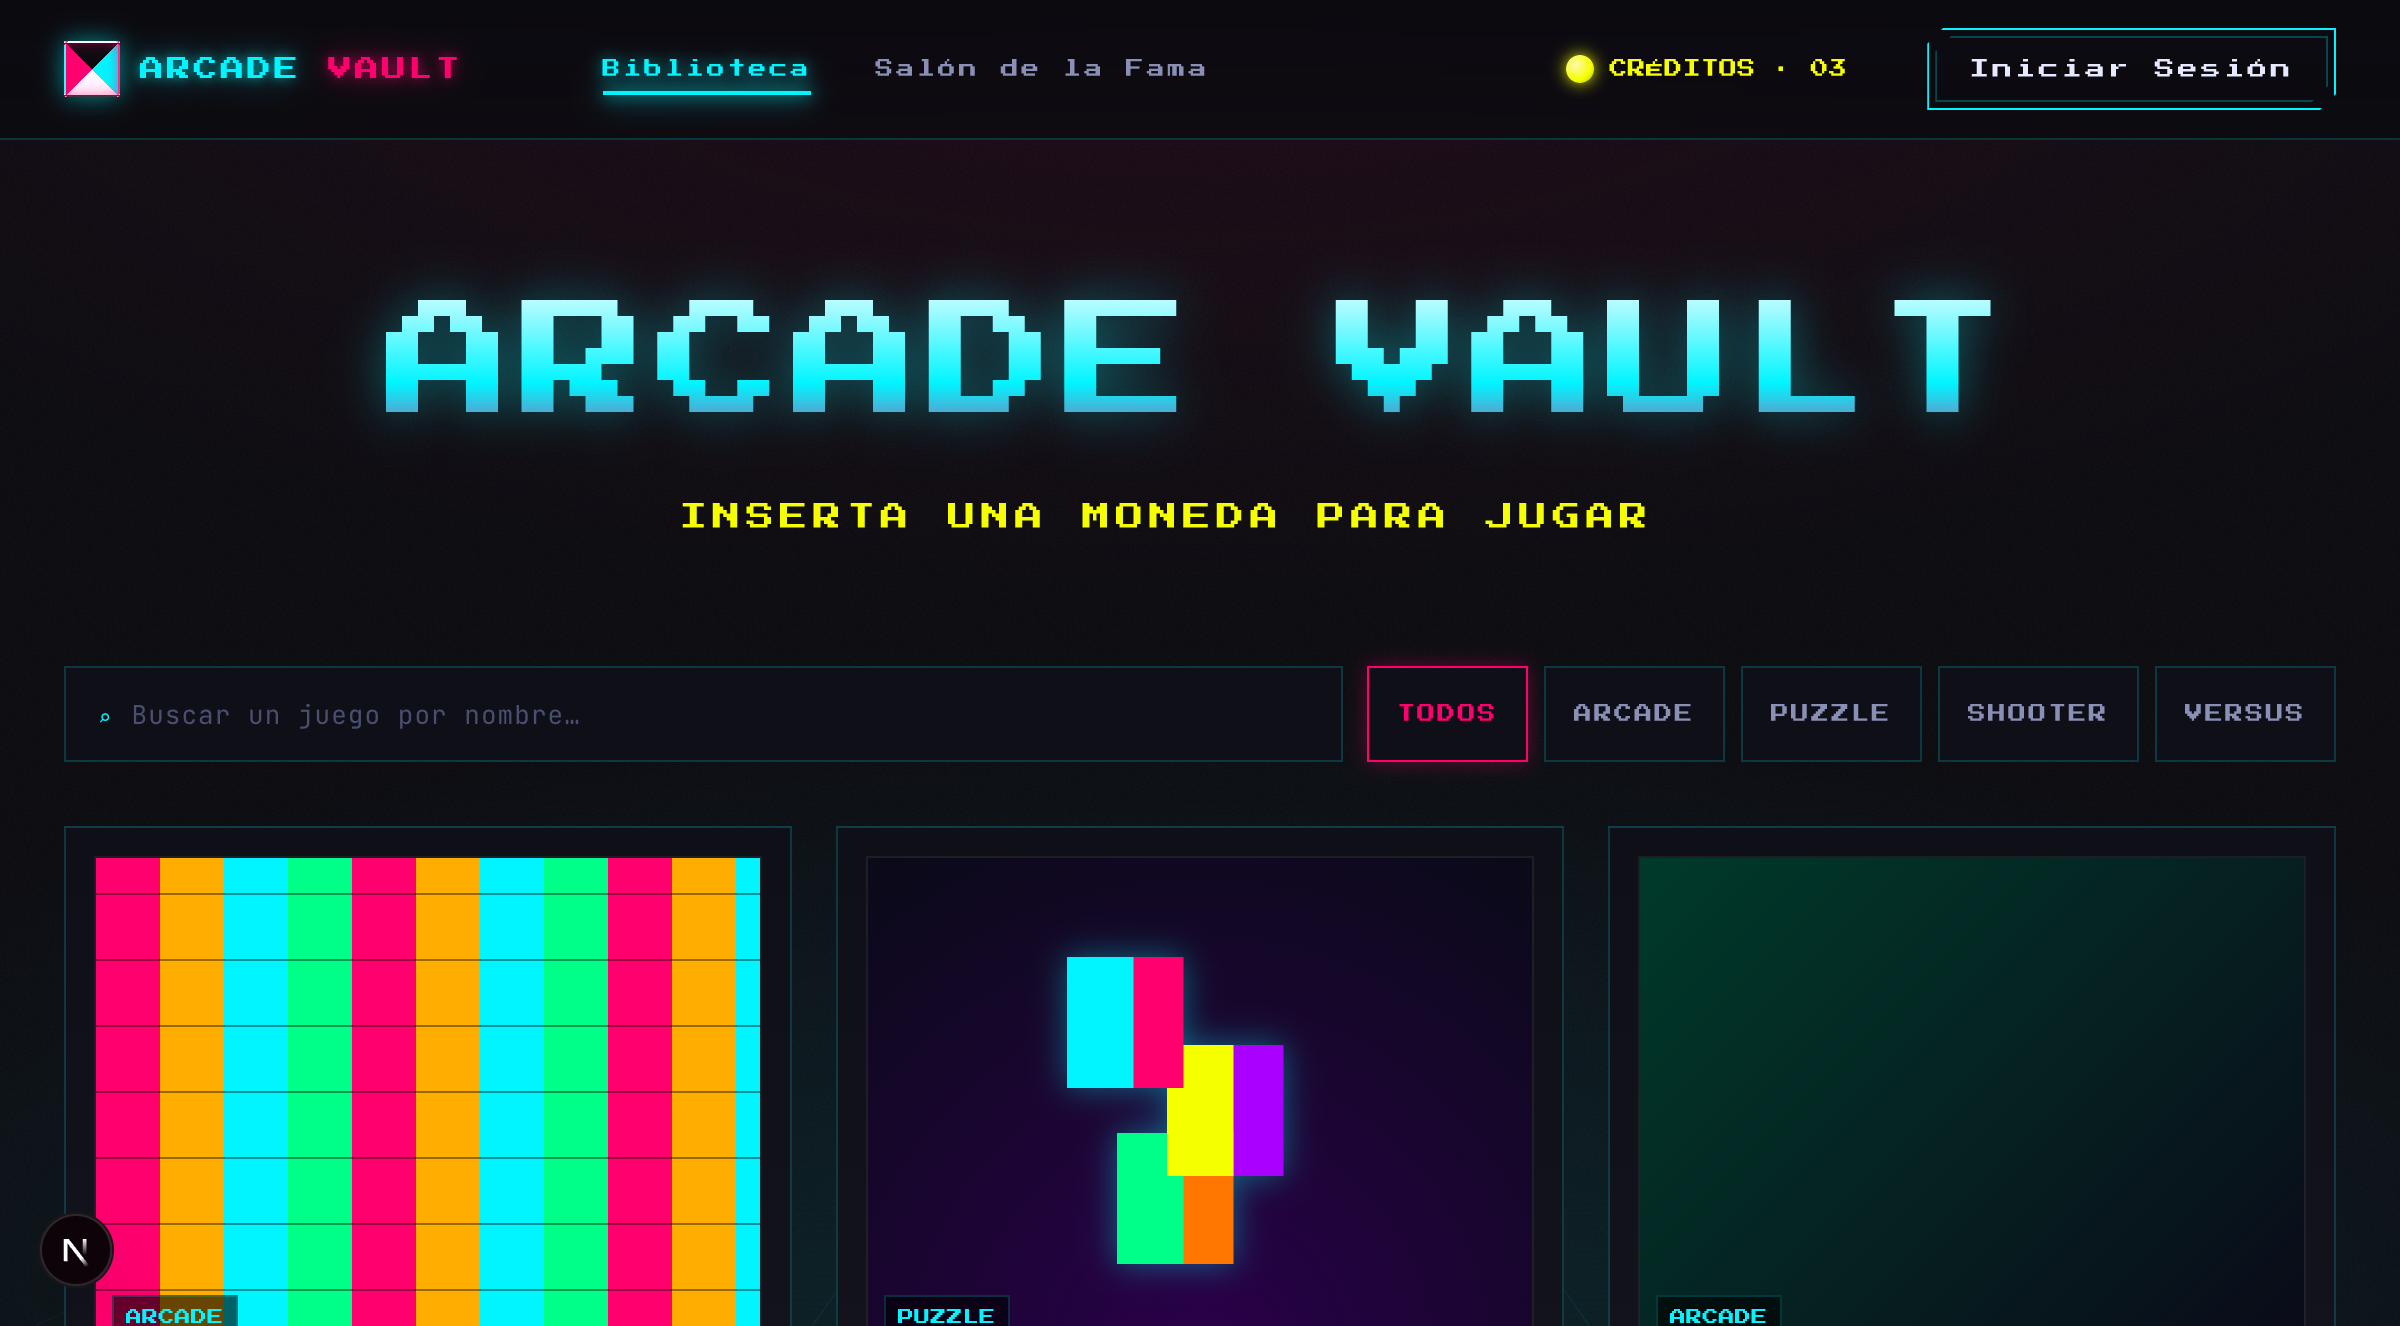 ARCADE VAULT
Biblioteca
Salón de la Fama
CRÉDITOS · 03
Iniciar Sesión
ARCADE VAULT
INSERTA UNA MONEDA PARA JUGAR
Buscar un juego por nombre…
TODOS
ARCADE
PUZZLE
SHOOTER
VERSUS
N
ARCADE
PUZZLE
ARCADE